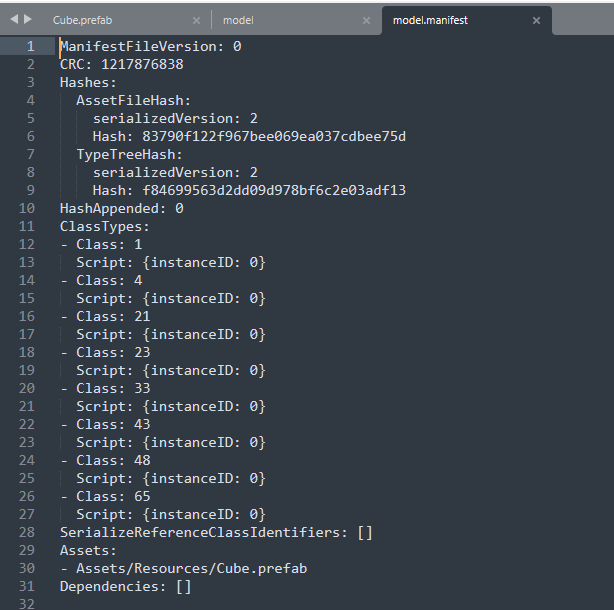 Cube.prefab model model.manifest
1 ManifestFileVersion: 0
2 CRC: 1217876838
3 Hashes:
4 AssetFileHash:
5 serializedVersion: 2
6 Hash: 83790f122f967bee069ea037cdbee75d
7 TypeTreeHash:
8 serializedVersion: 2
9 Hash: f84699563d2dd09d978bf6c2e03adf13
10 HashAppended: 0
11 ClassTypes:
12 - Class: 1
13 Script: {instanceID: 0}
14 - Class: 4
15 Script: {instanceID: 0}
16 - Class: 21
17 Script: {instanceID: 0}
18 - Class: 23
19 Script: {instanceID: 0}
20 - Class: 33
21 Script: {instanceID: 0}
22 - Class: 43
23 Script: {instanceID: 0}
24 - Class: 48
25 Script: {instanceID: 0}
26 - Class: 65
27 Script: {instanceID: 0}
28 SerializeReferenceClassIdentifiers: []
29 Assets:
30 - Assets/Resources/Cube.prefab
31 Dependencies: []
32